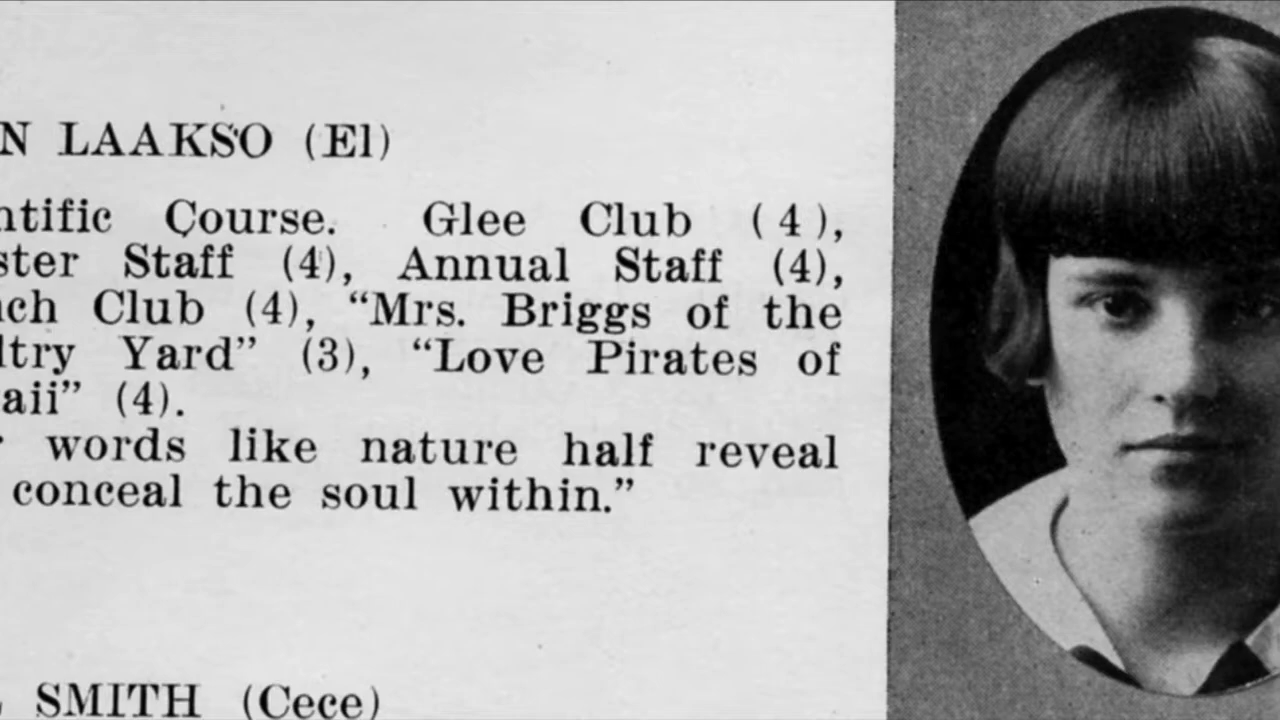 N LAAKSO (El)
ntific Course. Glee Club (4),
ster Staff (4), Annual Staff (4),
nch Club (4), “Mrs. Briggs of the
ltry Yard” (3), “Love Pirates of
aii” (4).
words like nature half reveal
conceal the soul within.”
SMITH (Cece)